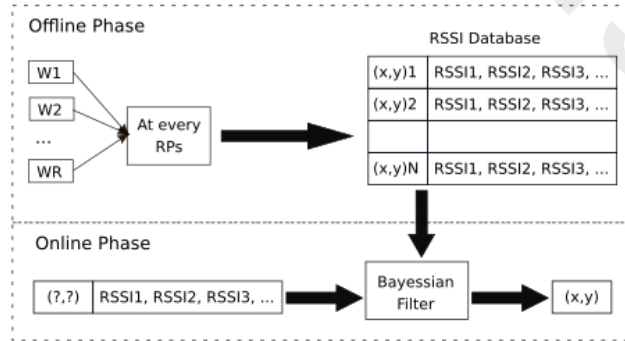 Offline Phase
RSSI Database
W1
W2
...
WR
At every
RPs
(x,y)1 RSSI1, RSSI2, RSSI3, ...
(x,y)2 RSSI1, RSSI2, RSSI3, ...
(x,y)N RSSI1, RSSI2, RSSI3, ...
Online Phase
(?,?) RSSI1, RSSI2, RSSI3, ...
Bayessian
Filter
(x,y)